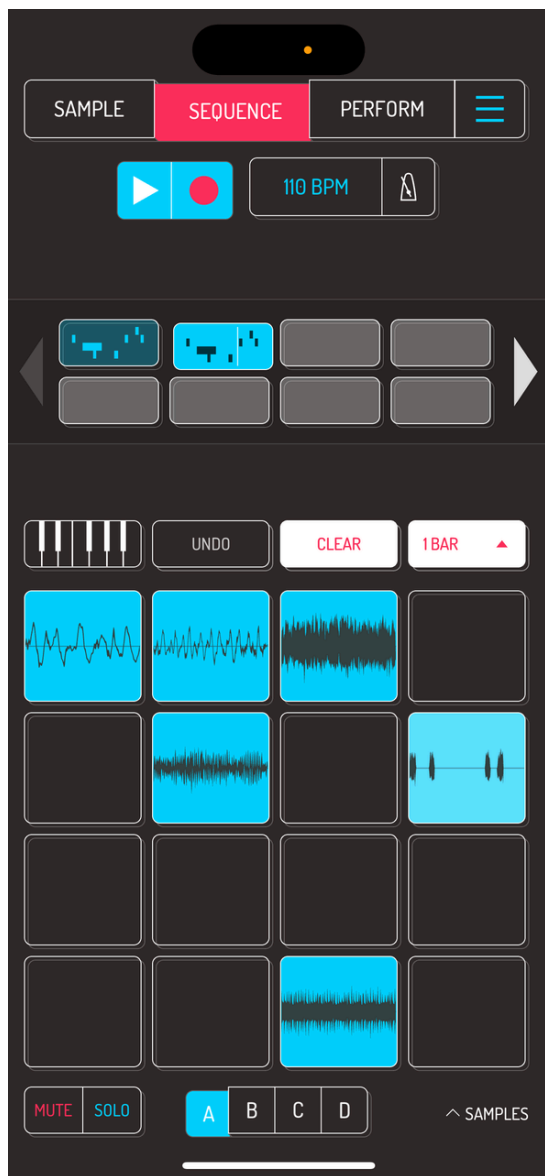 SAMPLE SEQUENCE PERFORM
110 BPM
UNDO CLEAR 1 BAR
MUTE SOLO A B C D SAMPLES